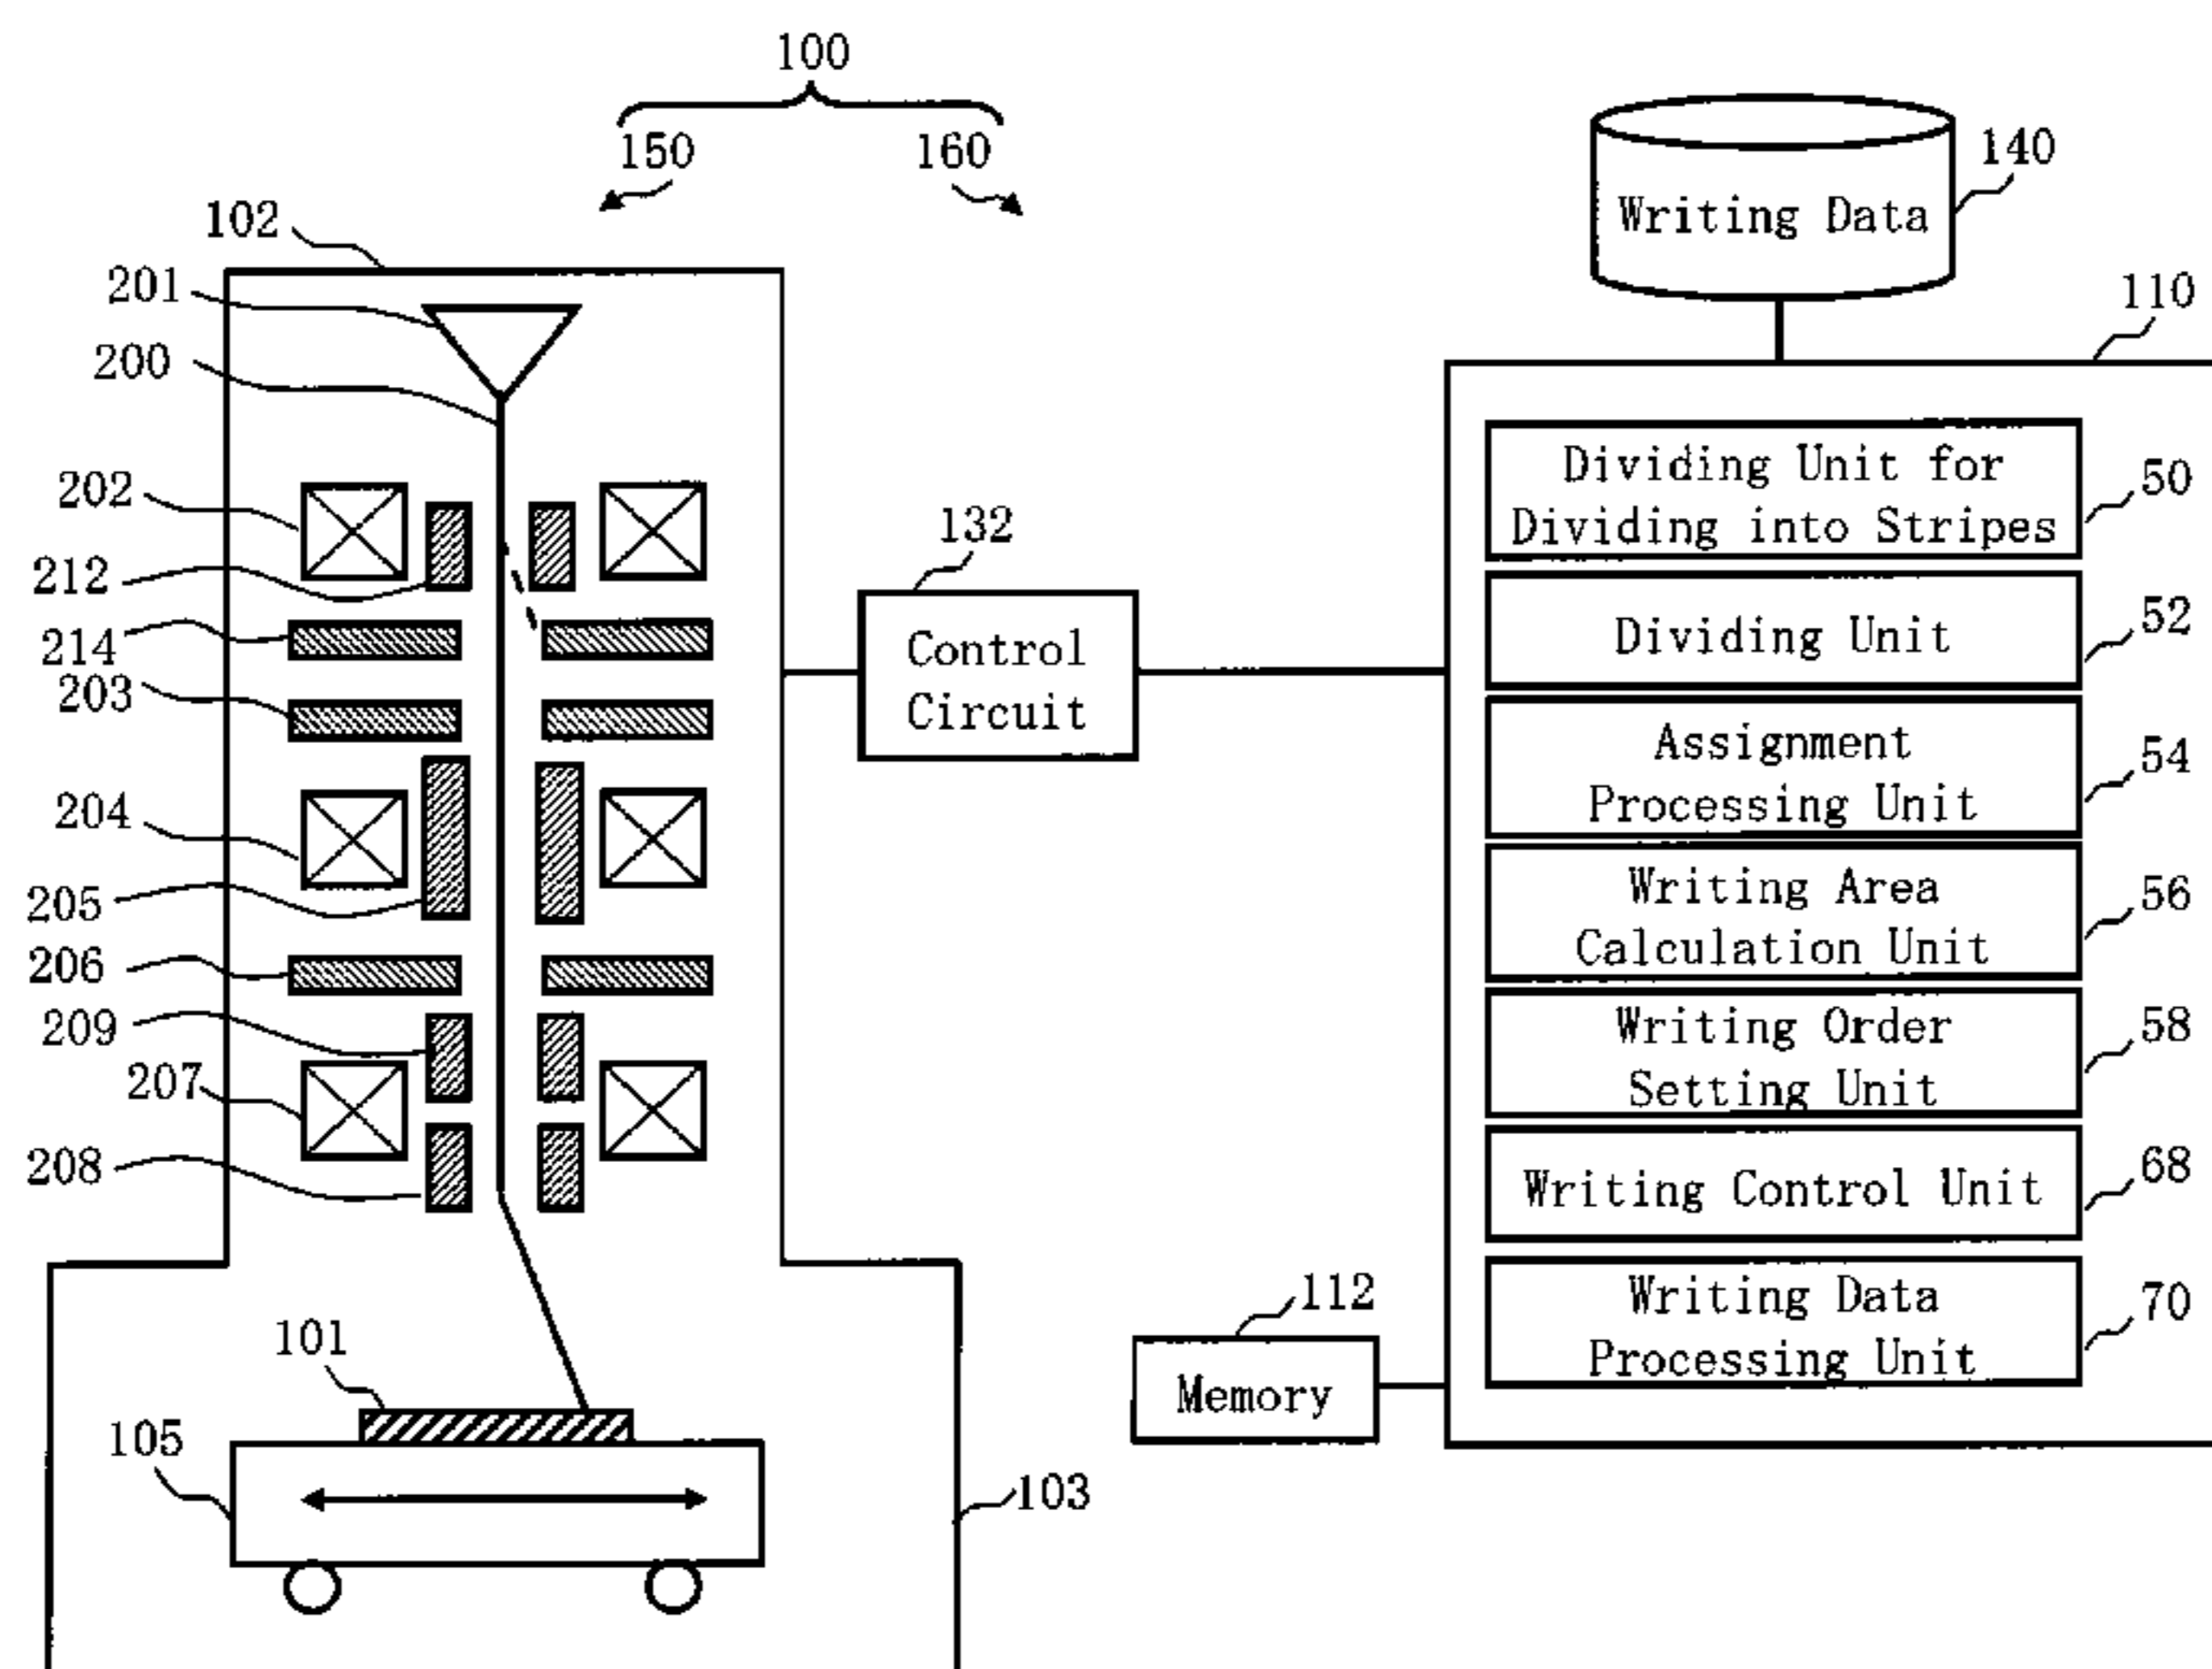 100
150
160
102
201
200
202
212
214
203
204
205
206
209
207
208
101
105
103
132
Control
Circuit
112
Memory
140
Writing Data
110
Dividing Unit for
Dividing into Stripes
50
Dividing Unit
52
Assignment
Processing Unit
54
Writing Area
Calculation Unit
56
Writing Order
Setting Unit
58
Writing Control Unit
68
Writing Data
Processing Unit
70